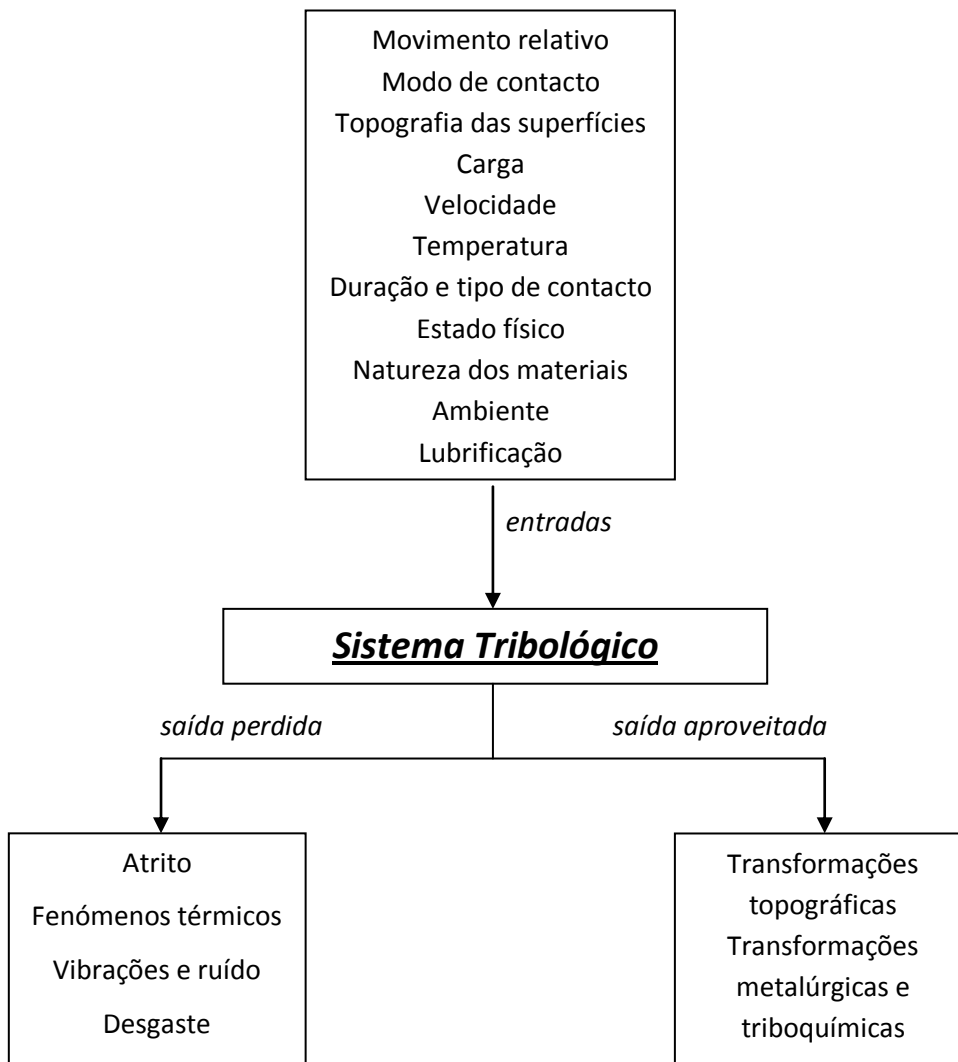 Movimento relativo
Modo de contacto
Topografia das superfícies
Carga
Velocidade
Temperatura
Duração e tipo de contacto
Estado físico
Natureza dos materiais
Ambiente
Lubrificação
entradas
Sistema Tribológico
saída perdida
saída aproveitada
Atrito
Fenómenos térmicos
Vibrações e ruído
Desgaste
Transformações
topográficas
Transformações
metalúrgicas e
triboquímicas